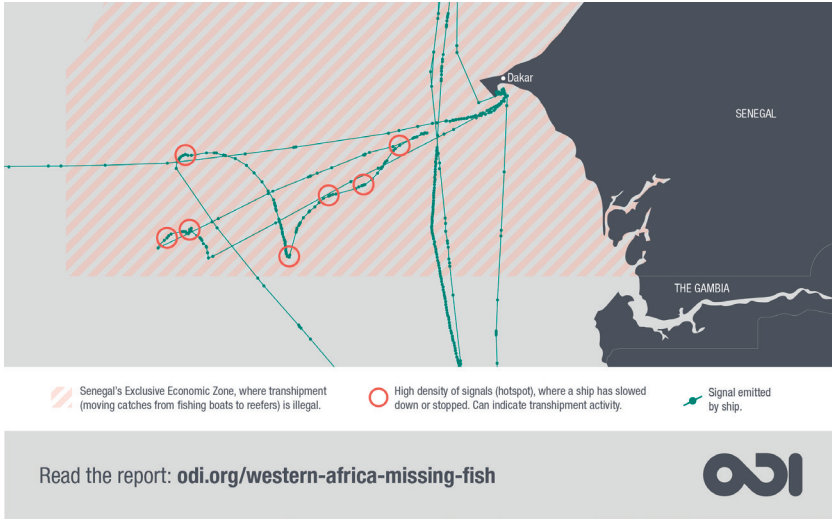 Dakar
SENEGAL
THE GAMBIA
Senegal's Exclusive Economic Zone, where transhipment
(moving catches from fishing boats to reefers) is illegal.
High density of signals (hotspot), where a ship has slowed
down or stopped. Can indicate transhipment activity.
Signal emitted
by ship.
Read the report: odi.org/western-africa-missing-fish
ODI